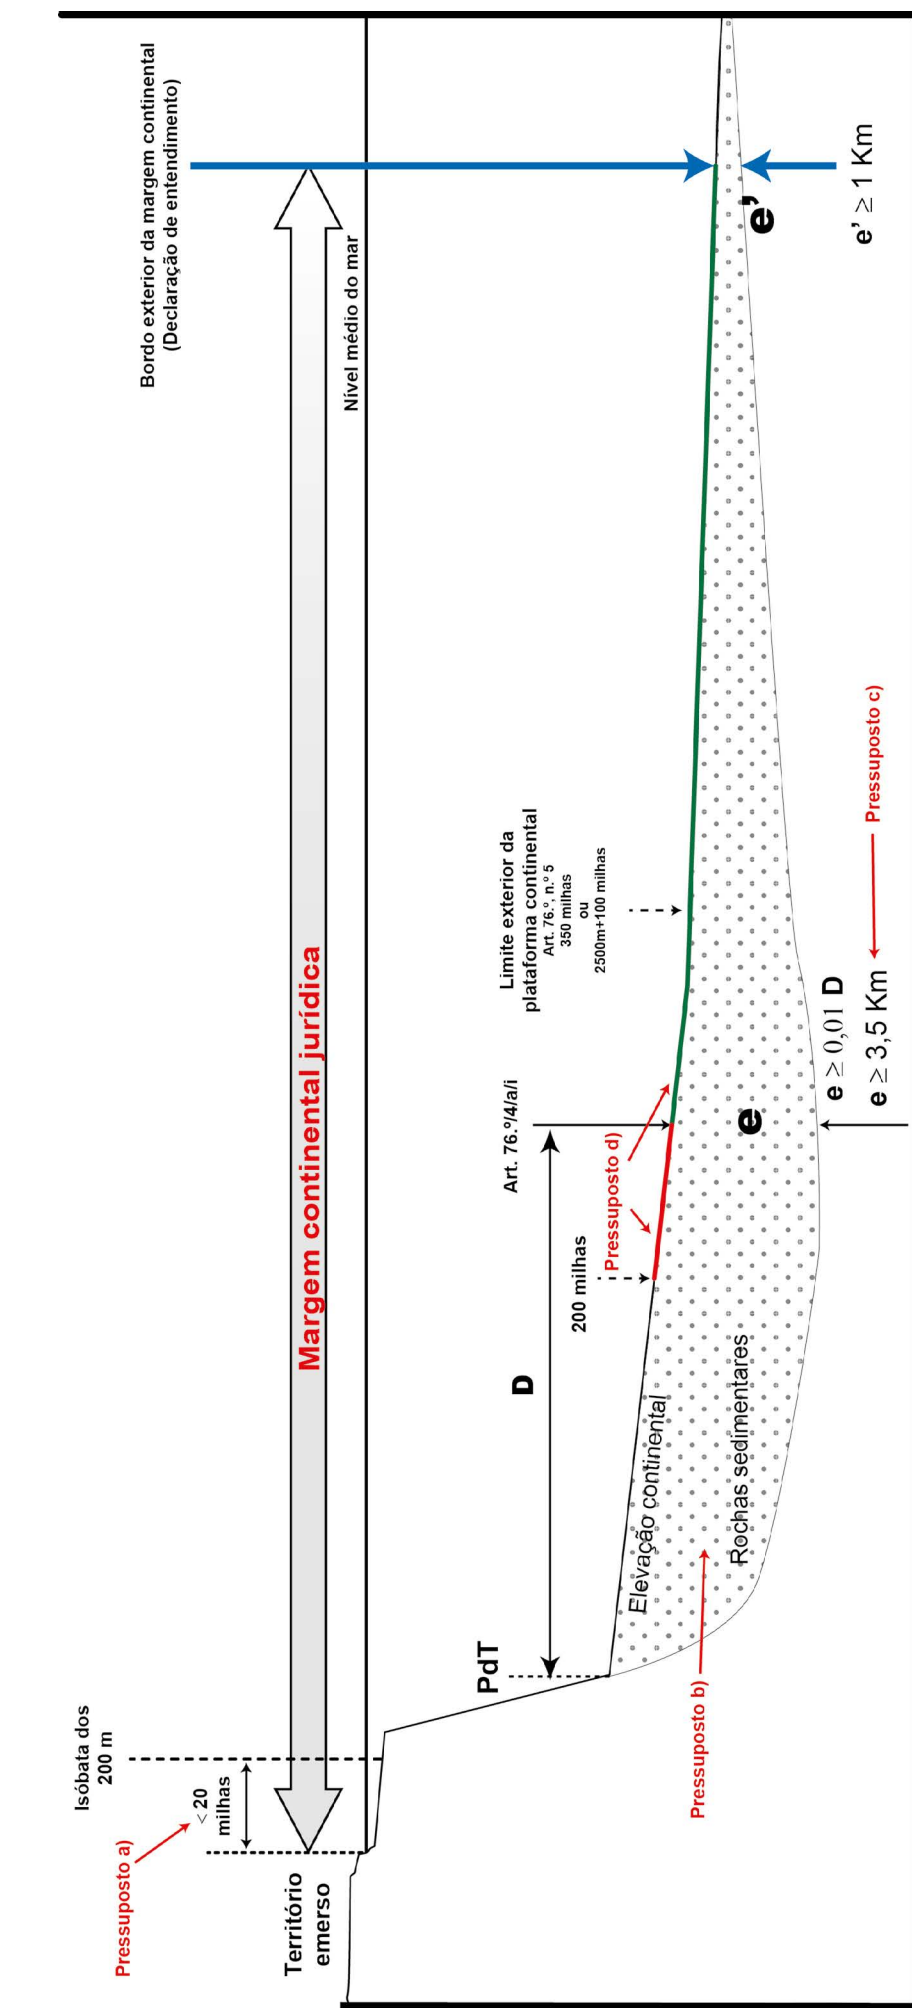 Bordo exterior da margem continental
(Declaração de entendimento)
Isóbata dos
200 m
Pressuposto a)
< 20
milhas
Território
emerso
Margem continental jurídica
Nível médio do mar
PdT
D
Art. 76.º/4/a/i
Limite exterior da
plataforma continental
Art. 76.º, n.º 5
350 milhas
ou
2500m+100 milhas
200 milhas
Pressuposto d)
Elevação continental
Rochas sedimentares
Pressuposto b)
e
e'
e ≥ 0,01 D
e ≥ 3,5 Km
Pressuposto c)
e' ≥ 1 Km